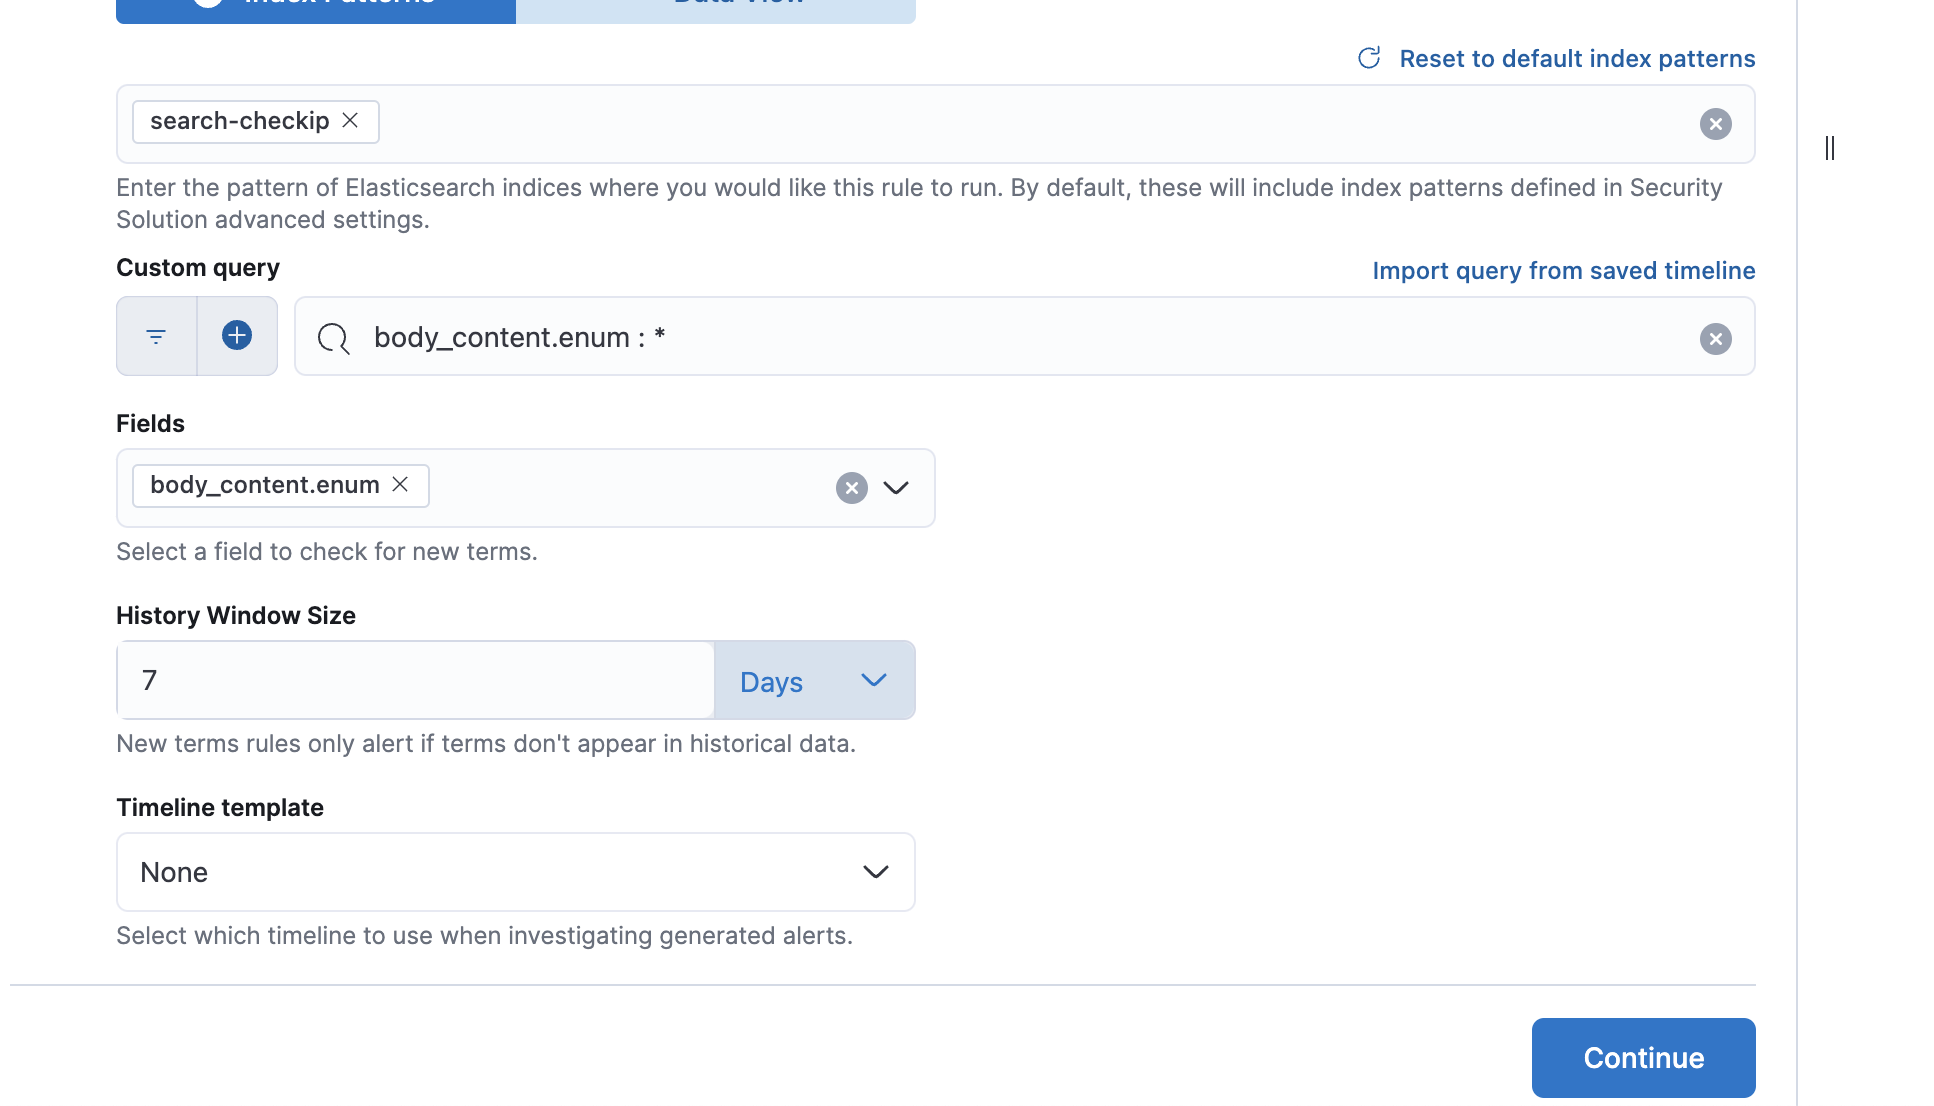 Index Patterns
Data View
Reset to default index patterns
search-checkip
Enter the pattern of Elasticsearch indices where you would like this rule to run. By default, these will include index patterns defined in Security
Solution advanced settings.
Custom query
Import query from saved timeline
body_content.enum : *
Fields
body_content.enum
Select a field to check for new terms.
History Window Size
7
Days
New terms rules only alert if terms don't appear in historical data.
Timeline template
None
Select which timeline to use when investigating generated alerts.
Continue